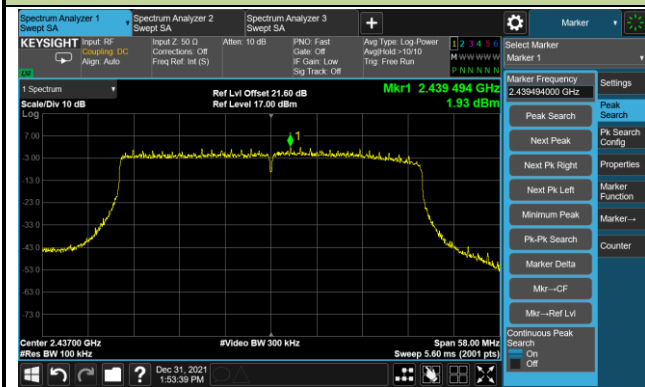 Spectrum Analyzer 1
Swept SA
Spectrum Analyzer 2
Swept SA
Spectrum Analyzer 3
Swept SA
Marker
KEYSIGHT
Input: RF
Coupling: DC
Align: Auto
Input Z: 50 Ω
Corrections: Off
Freq Ref: Int (S)
Atten: 10 dB
PNO: Fast
Gate: Off
IF Gain: Low
Sig Track: Off
Avg Type: Log-Power
Avg|Hold:>10/10
Trig: Free Run
1 2 3 4 5 6
M W W W W W
P N N N N N
Select Marker
Marker 1
1 Spectrum
Scale/Div 10 dB
Ref Lvl Offset 21.60 dB
Ref Level 17.00 dBm
Mkr1 2.439 494 GHz
1.93 dBm
Log
7.00
-3.00
-13.0
-23.0
-33.0
-43.0
-53.0
-63.0
-73.0
1
Center 2.43700 GHz
#Res BW 100 kHz
#Video BW 300 kHz
Span 58.00 MHz
Sweep 5.60 ms (2001 pts)
Marker Frequency
2.439494000 GHz
Peak Search
Next Peak
Next Pk Right
Next Pk Left
Minimum Peak
Pk-Pk Search
Marker Delta
Mkr→CF
Mkr→Ref Lvl
Continuous Peak
Search
On
Off
Settings
Peak
Search
Pk Search
Config
Properties
Marker
Function
Marker→
Counter
Dec 31, 2021
1:53:39 PM